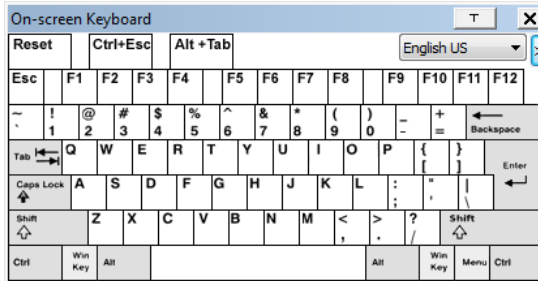 On-screen Keyboard T X
Reset Ctrl+Esc Alt +Tab English US >
Esc F1 F2 F3 F4 F5 F6 F7 F8 F9 F10 F11 F12
~ ! @ # $ % ^ & * ( ) _ +
` 1 2 3 4 5 6 7 8 9 0 - = Backspace
Tab Q W E R T Y U I O P { }
[ ] Enter
Caps Lock A S D F G H J K L : " |
; ' \
Shift Z X C V B N M < > ? Shift
, . /
Ctrl Win Key Alt Alt Win Key Menu Ctrl